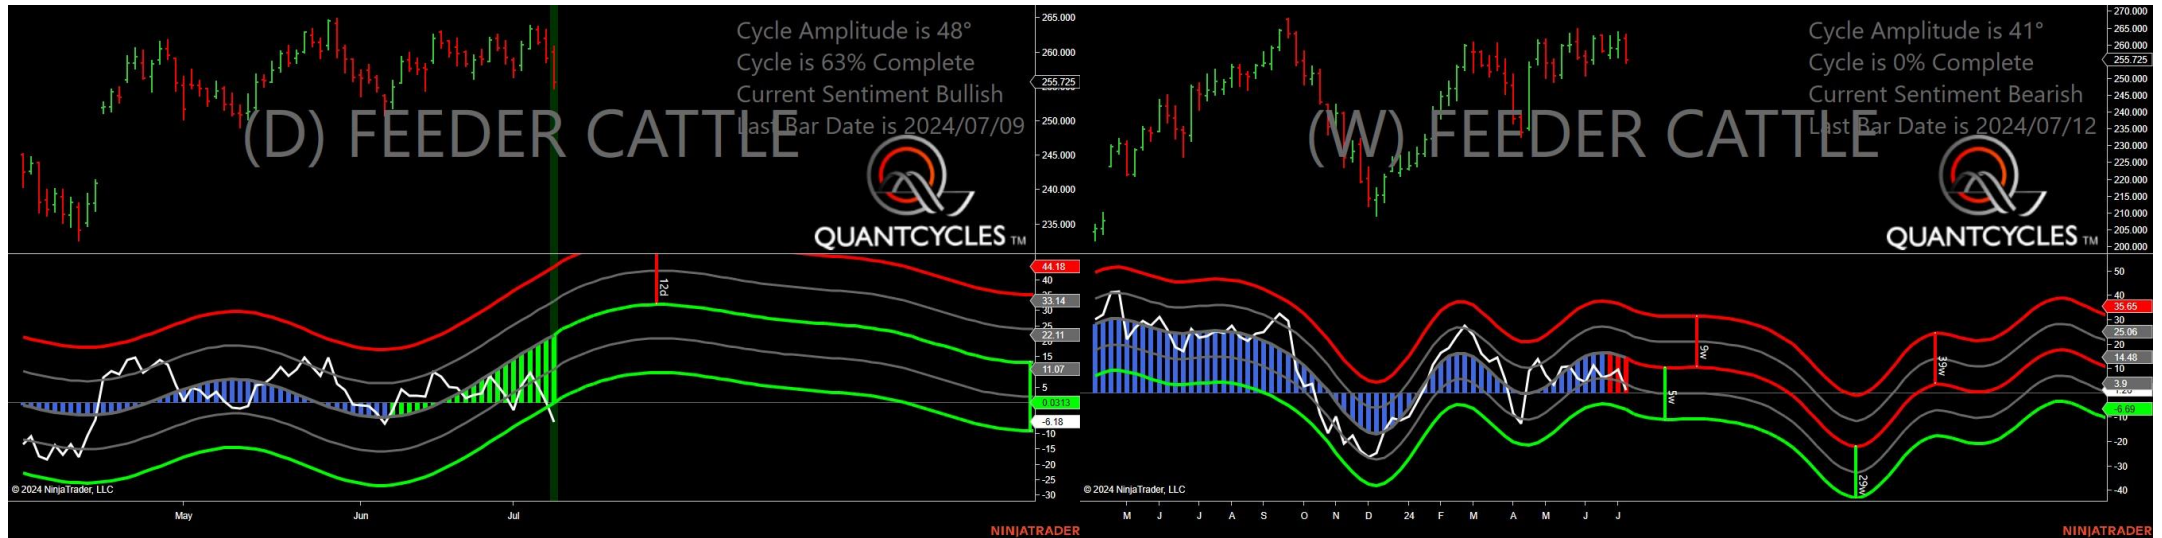 Cycle Amplitude is 48°
Cycle is 63% Complete
Current Sentiment Bullish
Last Bar Date is 2024/07/09
(D) FEEDER CATTLE
QUANTCYCLES TM
265.000
260.000
255.725
250.000
245.000
240.000
235.000
12d
44.18
40
33.14
30
25
22.11
15
11.07
5
0.0313
-6.18
-10
-15
-20
-25
-30
© 2024 NinjaTrader, LLC
May Jun Jul
NINJATRADER
Cycle Amplitude is 41°
Cycle is 0% Complete
Current Sentiment Bearish
Last Bar Date is 2024/07/12
(W) FEEDER CATTLE
QUANTCYCLES TM
270.000
265.000
260.000
255.725
250.000
245.000
240.000
235.000
230.000
225.000
220.000
215.000
210.000
205.000
200.000
9w
5w
39w
29w
50
40
35.65
30
25.06
20
14.48
10
3.9
-6.69
-10
-20
-30
-40
© 2024 NinjaTrader, LLC
M J J A S O N D 24 F M A M J J
NINJATRADER